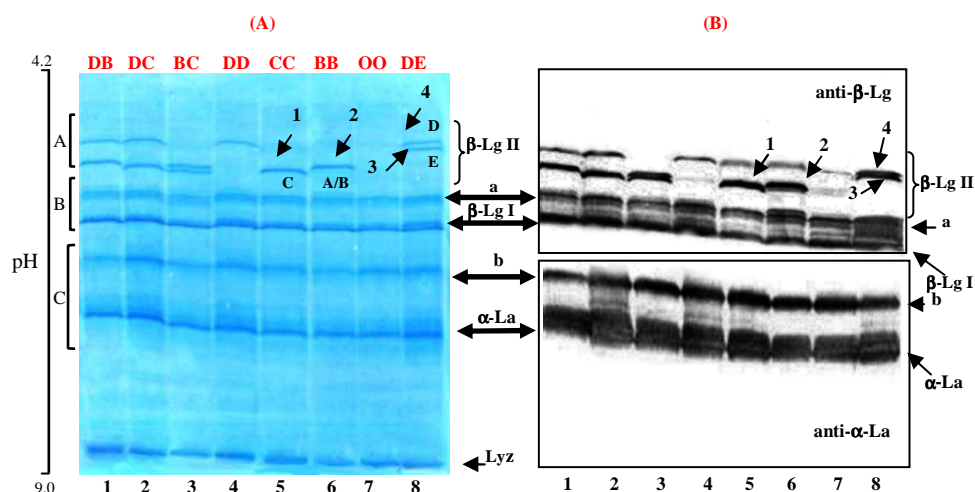 (A)
(B)
4.2
DB DC BC DD CC BB OO DE
4
1 2
D
anti-β-Lg
A
β-Lg II
4
1
2
3
E
C A/B
3
β-Lg II
B
a
a
β-Lg I
pH
C
b
β-Lg I
b
α-La
α-La
anti-α-La
Lyz
9.0
1 2 3 4 5 6 7 8
1 2 3 4 5 6 7 8